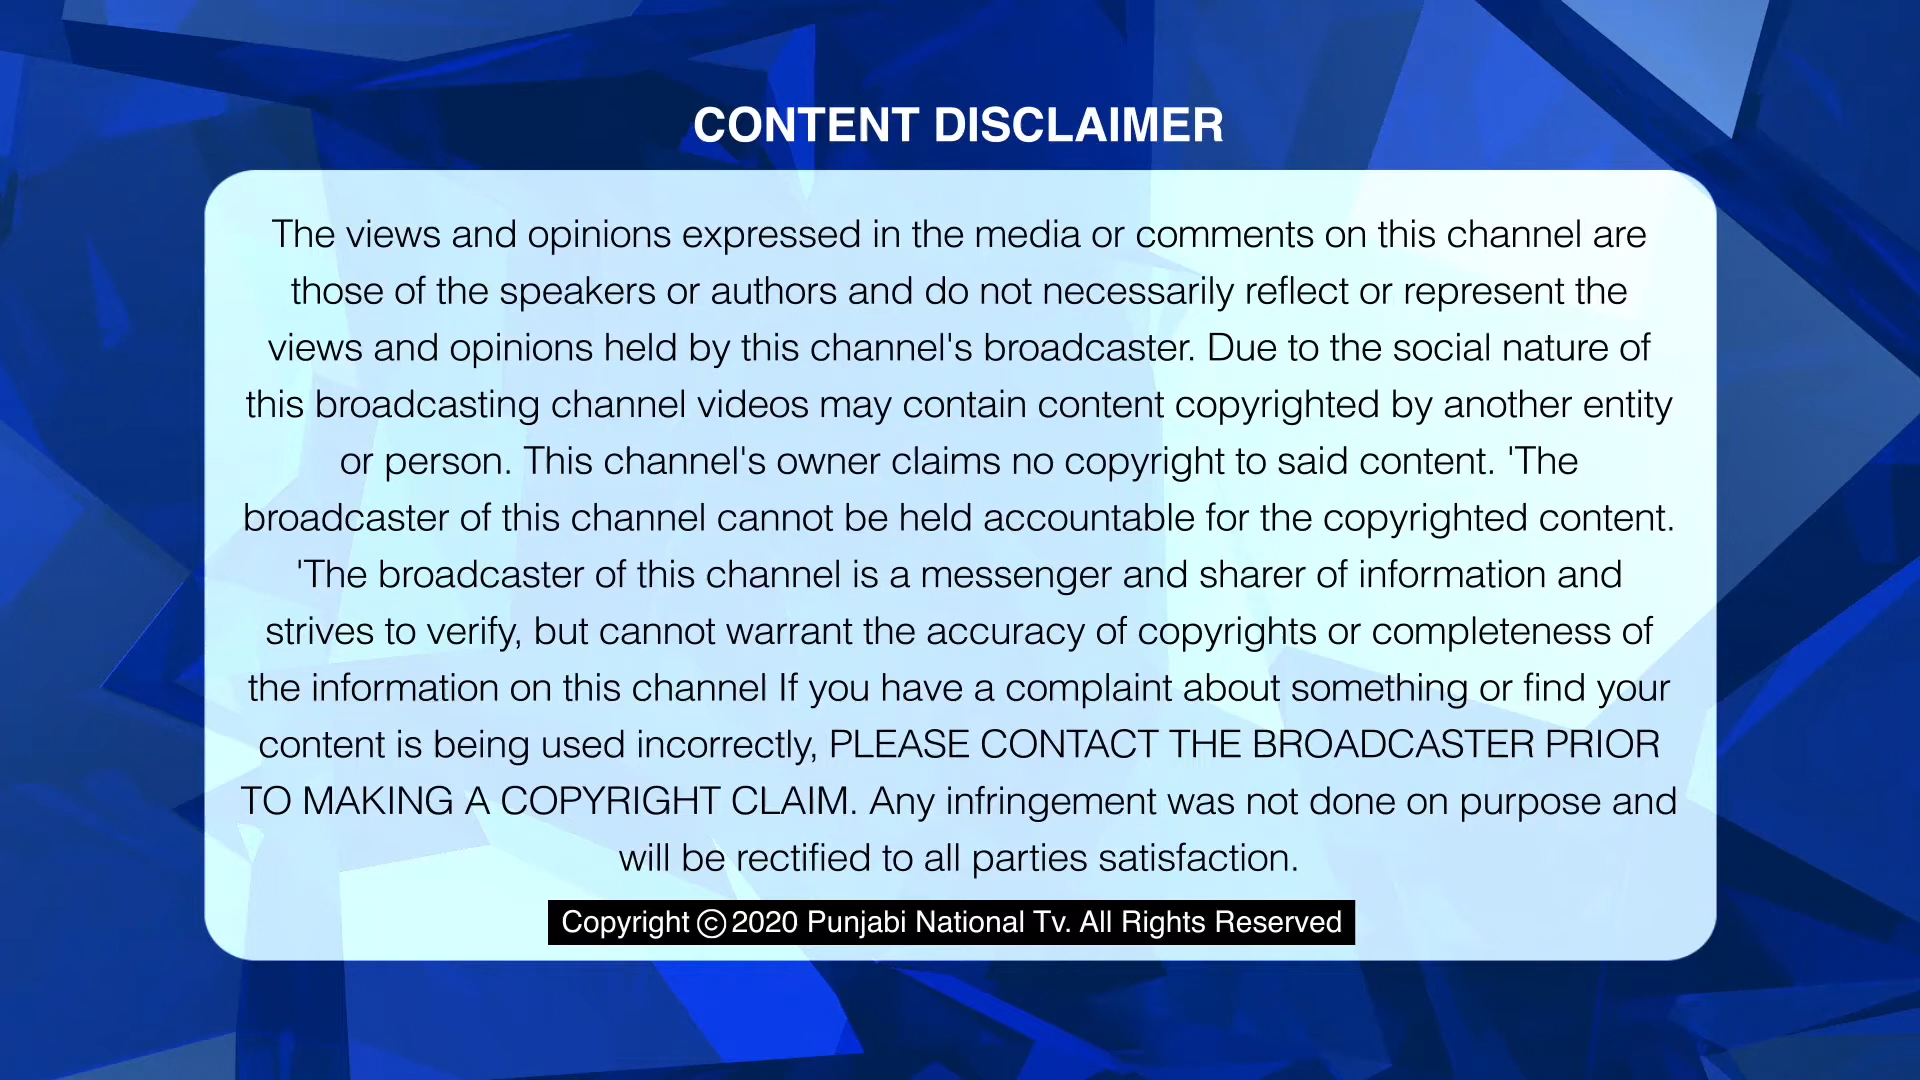 CONTENT DISCLAIMER
The views and opinions expressed in the media or comments on this channel are
those of the speakers or authors and do not necessarily reflect or represent the
views and opinions held by this channel's broadcaster. Due to the social nature of
this broadcasting channel videos may contain content copyrighted by another entity
or person. This channel's owner claims no copyright to said content. 'The
broadcaster of this channel cannot be held accountable for the copyrighted content.
'The broadcaster of this channel is a messenger and sharer of information and
strives to verify, but cannot warrant the accuracy of copyrights or completeness of
the information on this channel If you have a complaint about something or find your
content is being used incorrectly, PLEASE CONTACT THE BROADCASTER PRIOR
TO MAKING A COPYRIGHT CLAIM. Any infringement was not done on purpose and
will be rectified to all parties satisfaction.
Copyright © 2020 Punjabi National Tv. All Rights Reserved